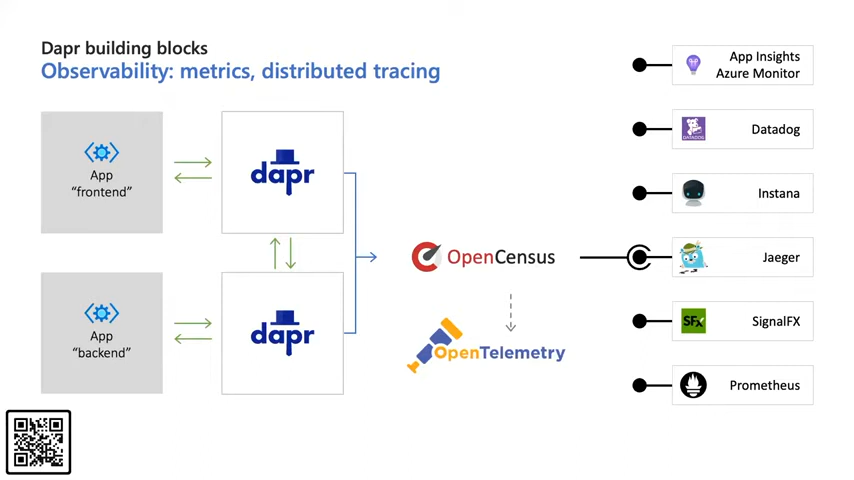 Dapr building blocks
Observability: metrics, distributed tracing
App
"frontend"
dapr
App
"backend"
dapr
OpenCensus
OpenTelemetry
App Insights
Azure Monitor
DATADOG
Datadog
Instana
Jaeger
SFx
SignalFX
Prometheus